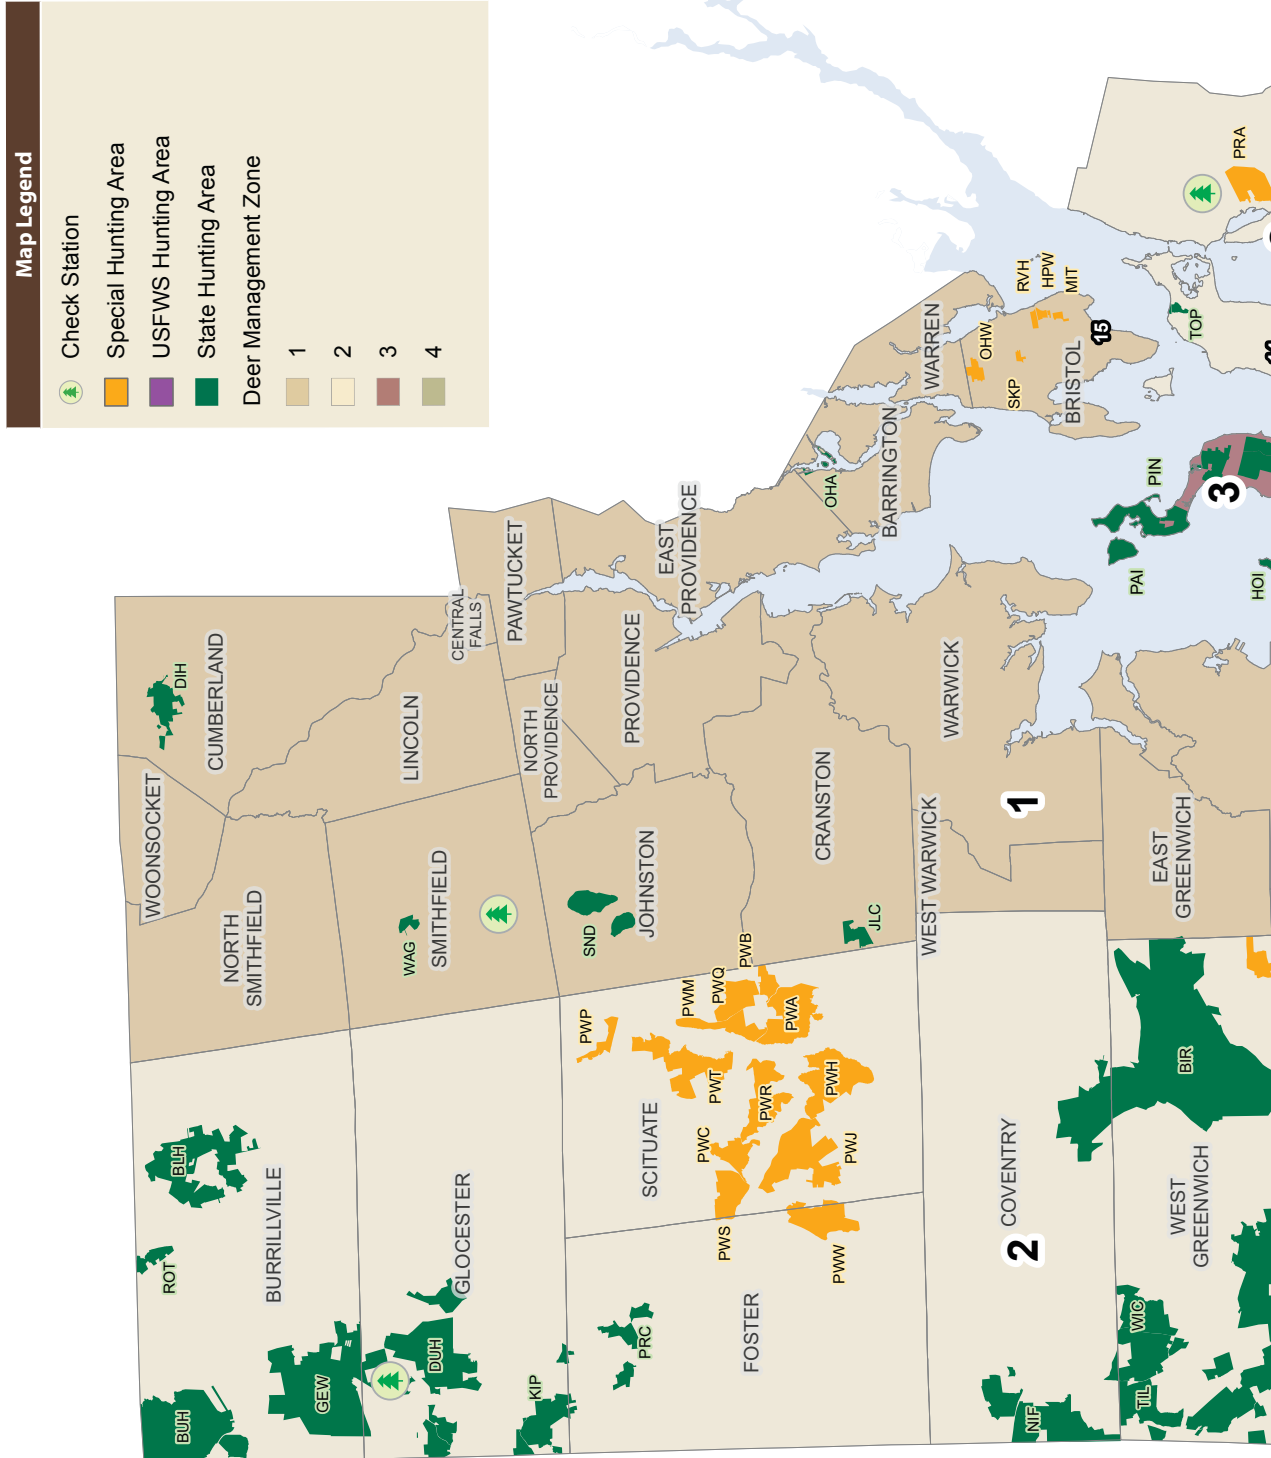 Map Legend
Check Station
Special Hunting Area
USFWS Hunting Area
State Hunting Area
Deer Management Zone
1
2
3
4
WOONSOCKET
CUMBERLAND
DIH
NORTH
SMITHFIELD
LINCOLN
CENTRAL
FALLS
PAWTUCKET
NORTH
PROVIDENCE
PROVIDENCE
EAST
PROVIDENCE
SMITHFIELD
WAG
JOHNSTON
SND
CRANSTON
JLC
WARWICK
WEST WARWICK
1
EAST
GREENWICH
BARRINGTON
OHA
WARREN
OHW
SKP
BRISTOL
RVH
HPW
MIT
15
PRA
TOP
PIN
PAI
3
HOI
BURRILLVILLE
BLH
ROT
BUH
GEW
GLOCESTER
DUH
KIP
SCITUATE
PWP
PWM
PWQ
PWB
PWA
PWT
PWR
PWH
PWC
PWJ
PWS
PWW
FOSTER
PRC
COVENTRY
2
NIF
WEST
GREENWICH
BIR
WIC
TIL